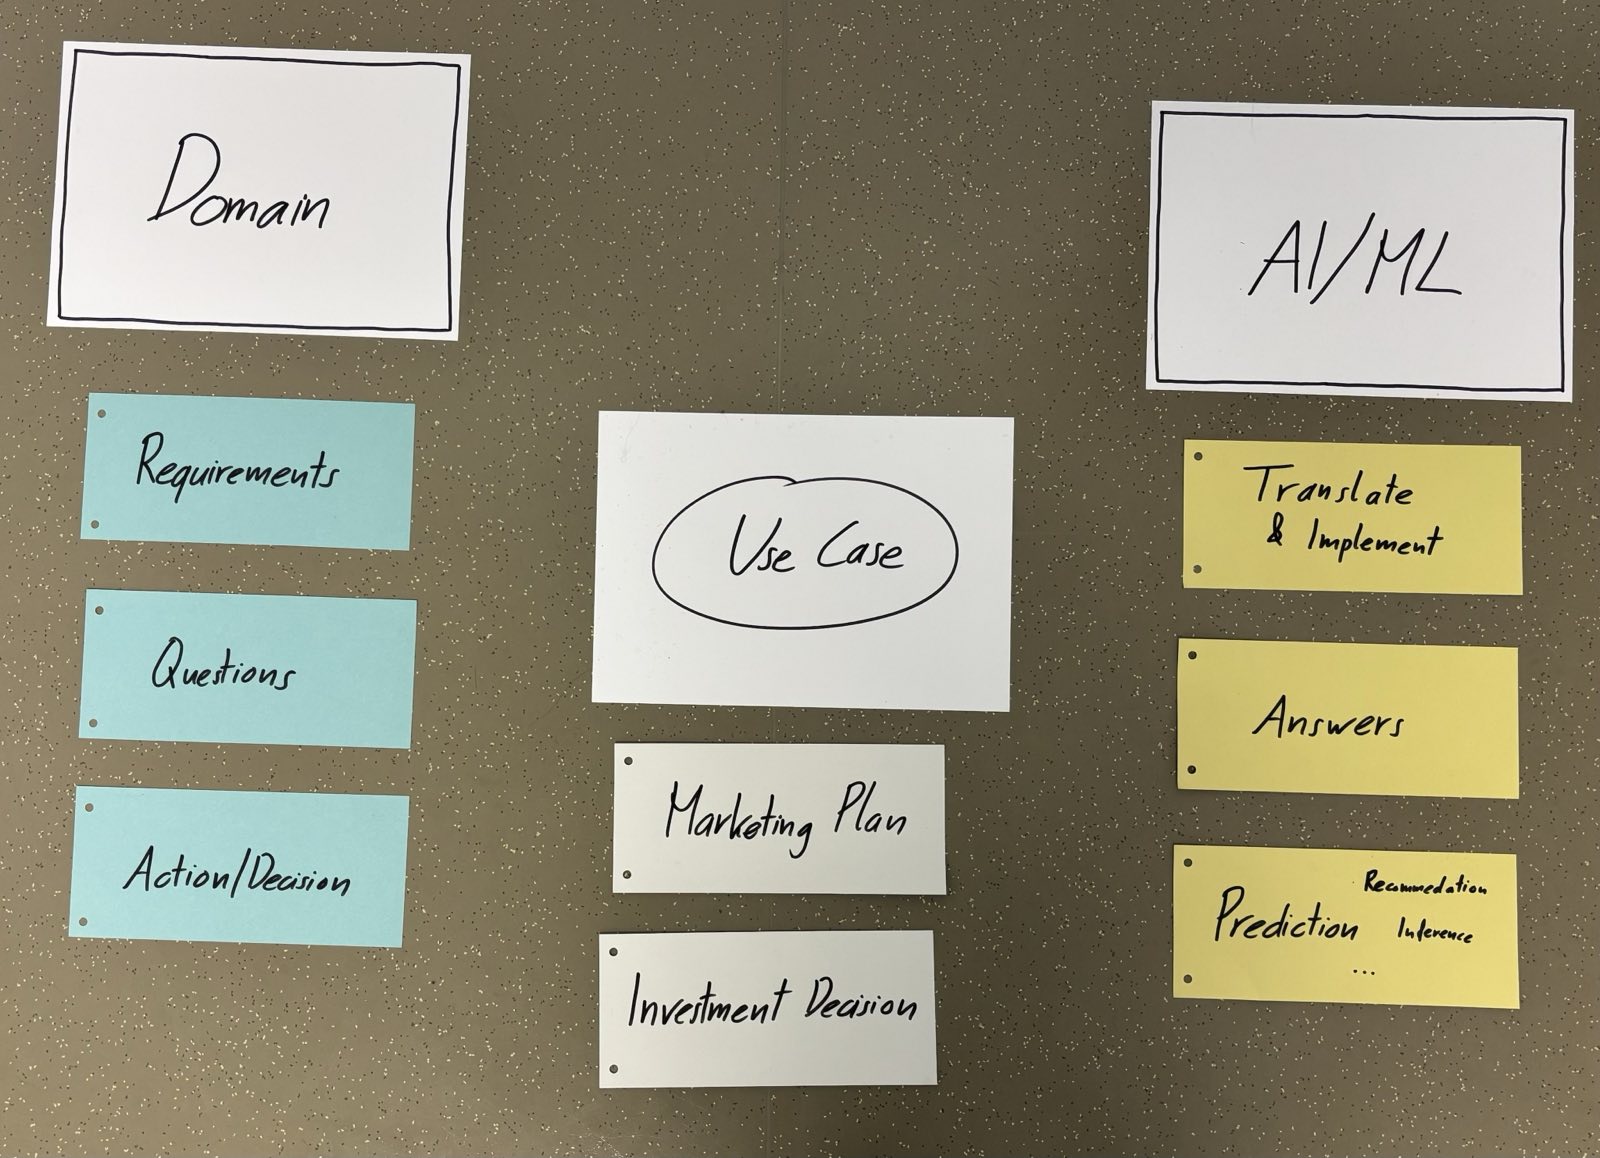 Domain
Requirements
Questions
Action/Decision
Use Case
Marketing Plan
Investment Decision
AI/ML
Translate
& Implement
Answers
Recommedation
Prediction Inference
...